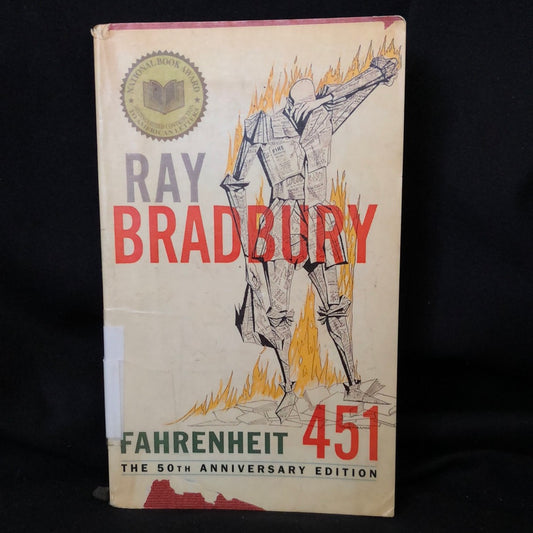 NATIONAL BOOK AWARD
RAY
BRADBURY
FAHRENHEIT 451
THE 50TH ANNIVERSARY EDITION